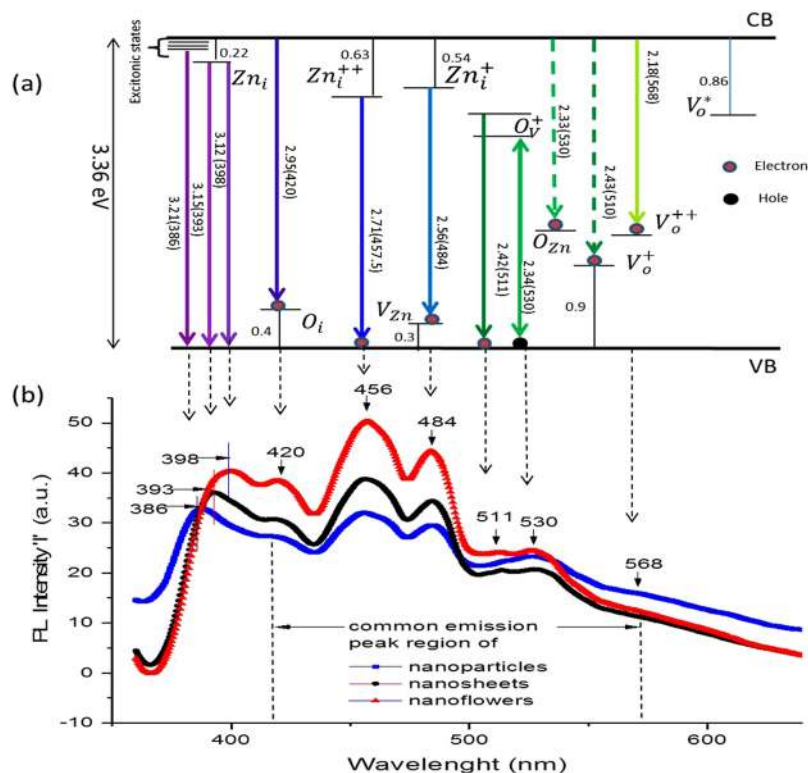 CB
Excitonic states
0.22
Zn_i
0.63
Zn_i^{++}
0.54
Zn_i^+
(a)
3.36 eV
3.21(386)
3.15(393)
3.12 (398)
2.95(420)
2.71(457.5)
2.56(484)
O_V^+
2.42(511)
2.34(530)
2.33(530)
2.43(510)
2.18(568)
0.86
V_o^*
Electron
Hole
O_{Zn}
V_o^{++}
V_o^+
0.9
O_i
0.4
V_{Zn}
0.3
VB
(b)
PL Intensity"I" (a.u.)
50
40
30
20
10
0
-10
398
393
386
420
456
484
511
530
568
common emission
peak region of
nanoparticles
nanosheets
nanoflowers
400
500
600
Wavelenght (nm)